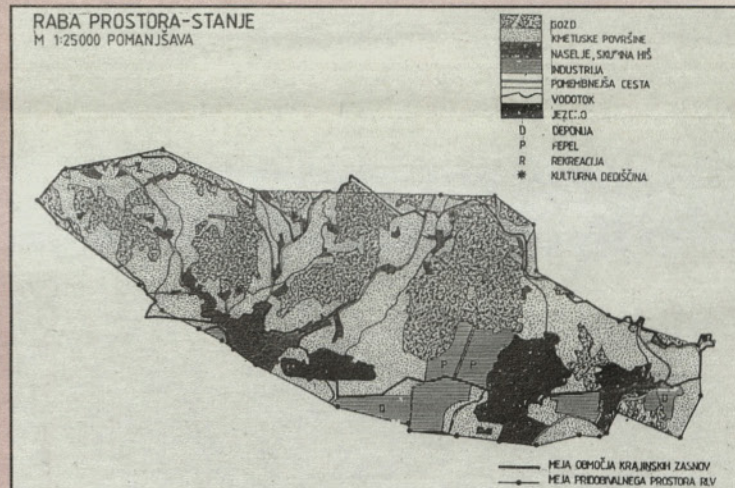 RABA PROSTORA-STANJE
M 1:25000 POMANJŠAVA
GOZD
KMETIJSKE POVRŠINE
NASELJE, SKUPINA HIŠ
INDUSTRIJA
POMEMBNEJŠA CESTA
VODOTOK
JEZERO
D DEPONIJA
P PEPEL
R REKREACIJA
* KULTURNA DEDIŠČINA
P P
D
MEJA OBMOČJA KRAJINSKIH ZASNOV
MEJA PRIDOBIVALNEGA PROSTORA RLV